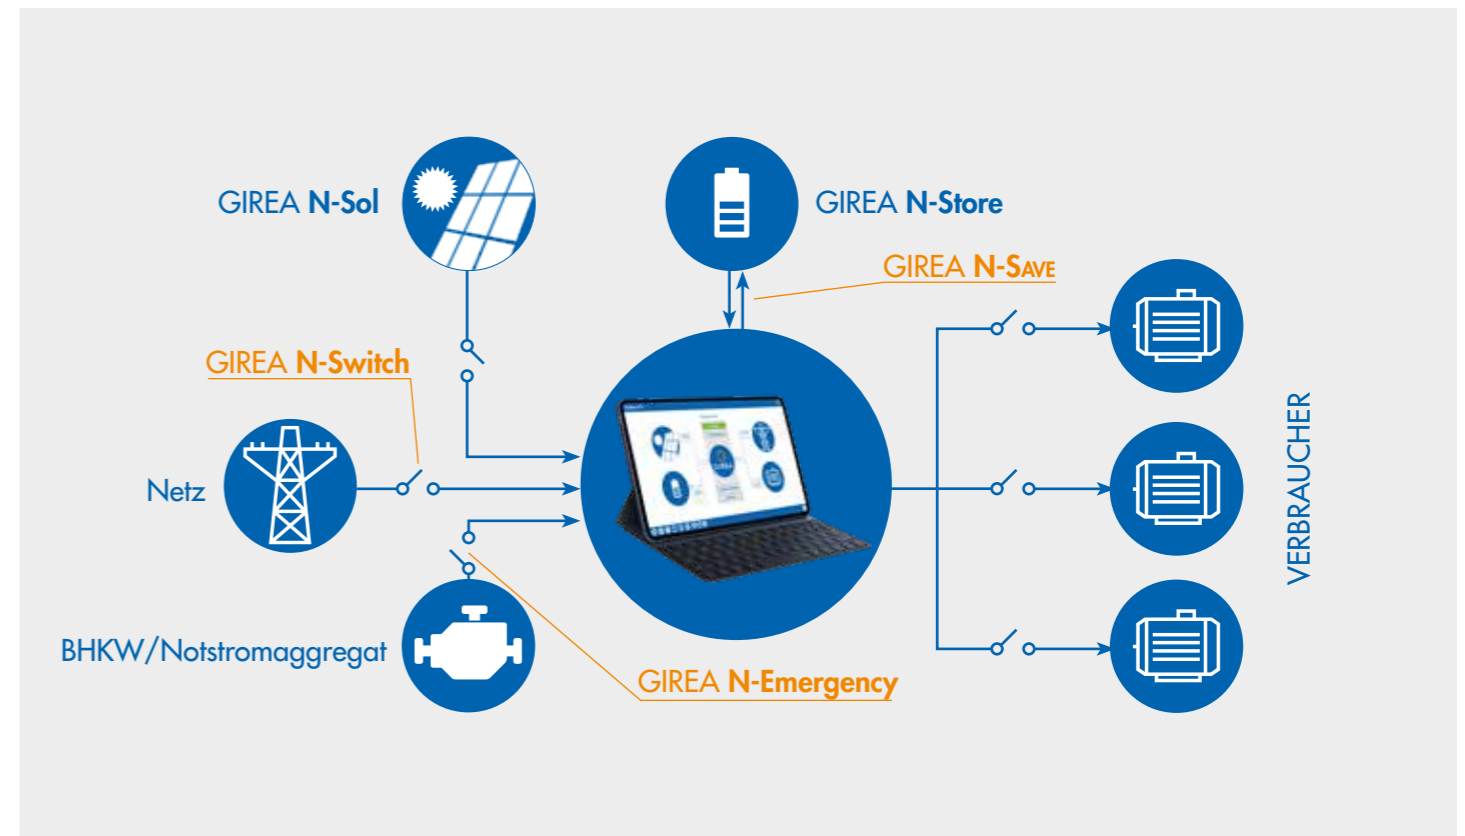 GIREA N-Sol
GIREA N-Store
GIREA N-SAVE
GIREA N-Switch
Netz
VERBRAUCHER
BHKW/Notstromaggregat
GIREA N-Emergency